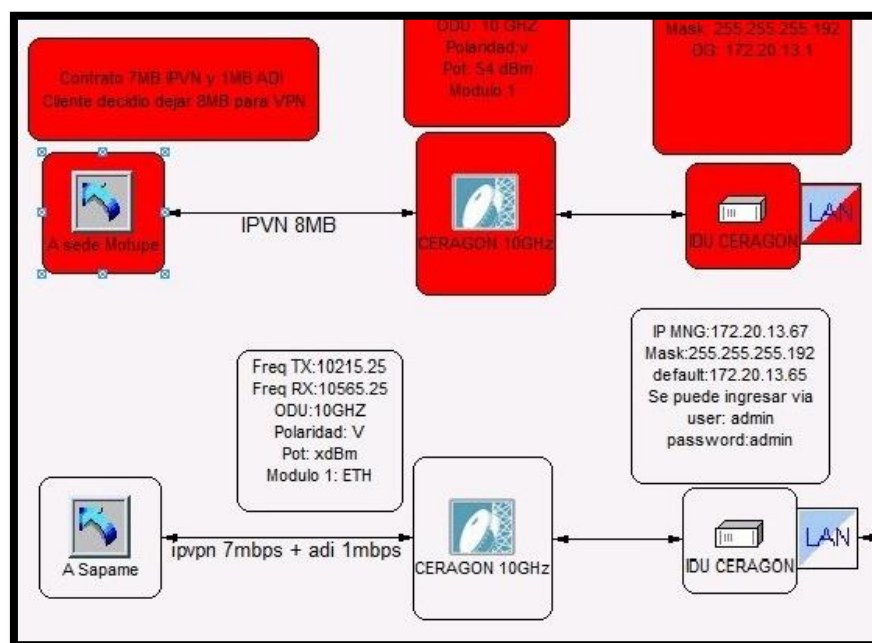 ODU: 10 GHZ
Polaridad:v
Pot: 54 dBm
Modulo 1
Mask: 255.255.255.192
DG: 172.20.13.1
Contrato 7MB IPVN y 1MB ADI
Cliente decidio dejar 8MB para VPN
A sede Motupe
IPVN 8MB
CERAGON 10GHz
IDU CERAGON
LAN
IP MNG:172.20.13.67
Mask:255.255.255.192
default:172.20.13.65
Se puede ingresar via
user: admin
password:admin
Freq TX:10215.25
Freq RX:10565.25
ODU:10GHZ
Polaridad: V
Pot: xdBm
Modulo 1: ETH
A Sapame
ipvpn 7mbps + adi 1mbps
CERAGON 10GHz
IDU CERAGON
LAN